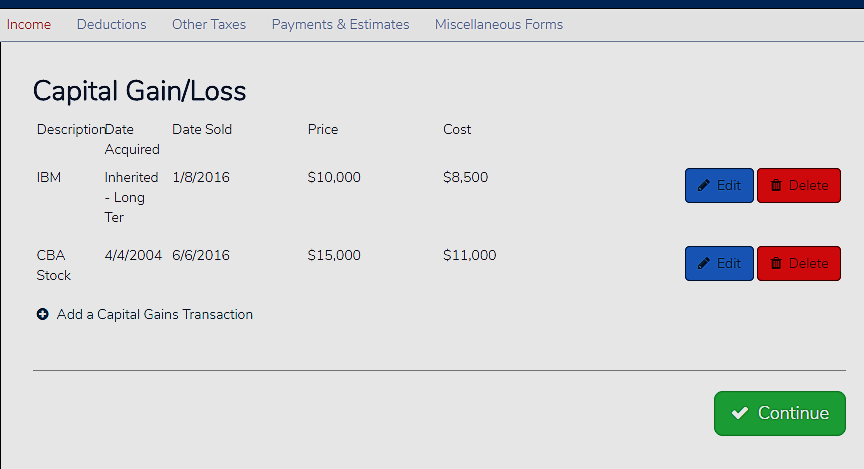 Income Deductions Other Taxes Payments & Estimates Miscellaneous Forms
Capital Gain/Loss
Description Date Acquired Date Sold Price Cost
IBM Inherited - Long Ter 1/8/2016 $10,000 $8,500 Edit Delete
CBA Stock 4/4/2004 6/6/2016 $15,000 $11,000 Edit Delete
Add a Capital Gains Transaction
Continue